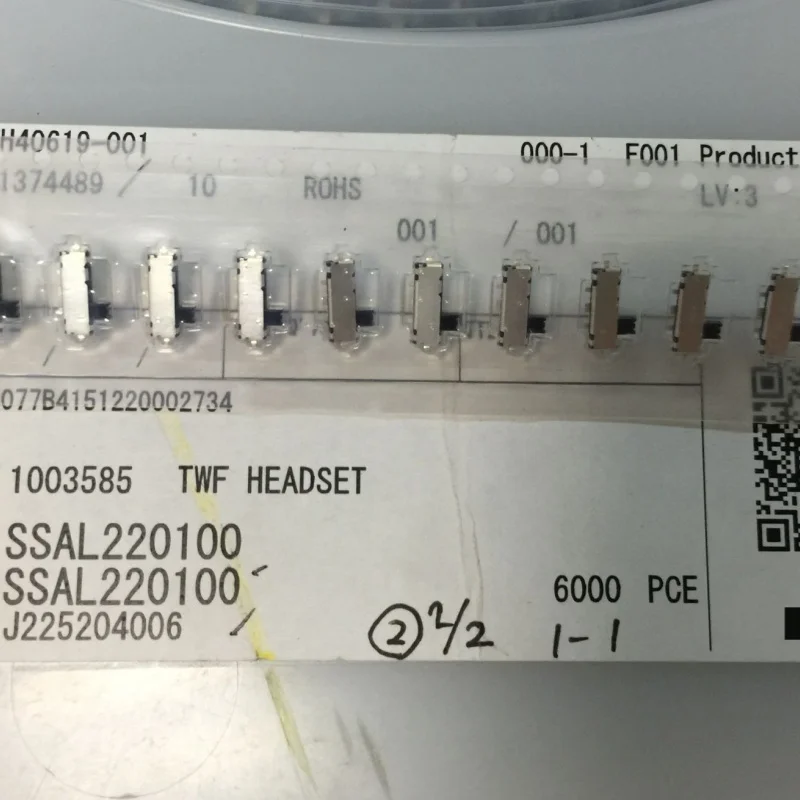 H40619-001
000-1 F001 Product
1374489 / 10 ROHS LV:3
001 / 001
077B4151220002734
1003585 TWF HEADSET
SSAL220100
SSAL220100
6000 PCE
J225204006
② 2/2 1-1